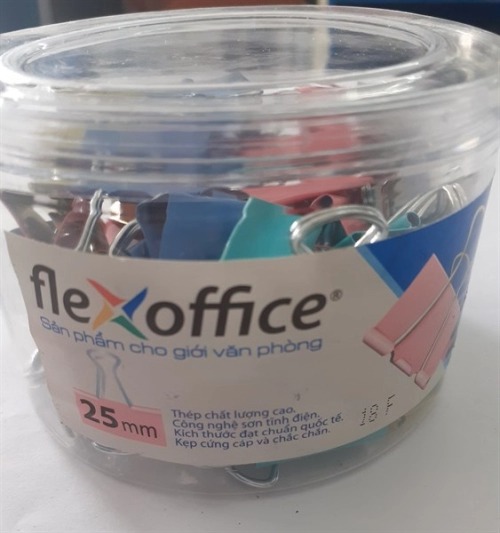 flexoffice®
Sản phẩm cho giới văn phòng
25mm
Thép chất lượng cao.
Công nghệ sơn tĩnh điện.
Kích thước đạt chuẩn quốc tế.
Kẹp cứng cáp và chắc chắn.
18 F